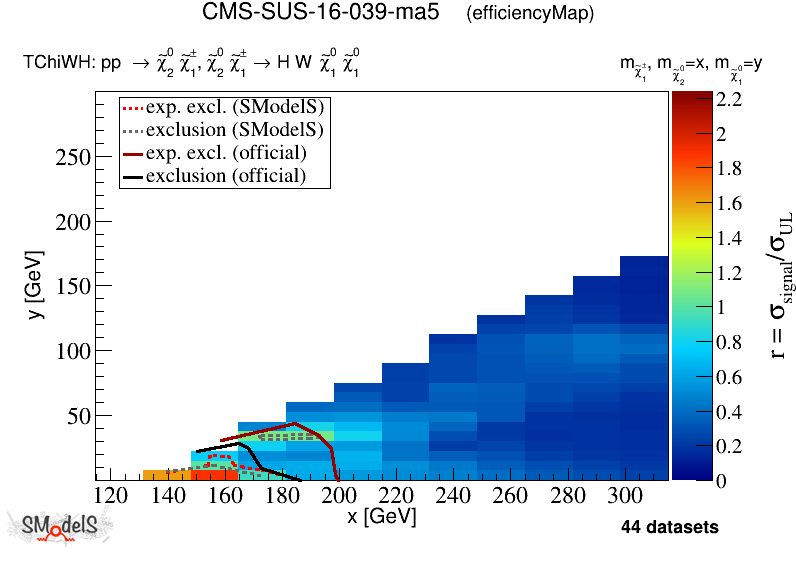 CMS-SUS-16-039-ma5 (efficiencyMap)
TChiWH: pp → χ̃⁰₂ χ̃±₁, χ̃⁰₂ χ̃±₁ → H W χ̃⁰₁ χ̃⁰₁
m_χ̃±₁, m_χ̃⁰₂=x, m_χ̃⁰₁=y
exp. excl. (SModelS)
exclusion (SModelS)
exp. excl. (official)
exclusion (official)
250
200
150
100
50
y [GeV]
120 140 160 180 200 220 240 260 280 300
x [GeV]
2.2
2
1.8
1.6
1.4
1.2
1
0.8
0.6
0.4
0.2
0
r = σ_signal/σ_UL
SModelS
44 datasets